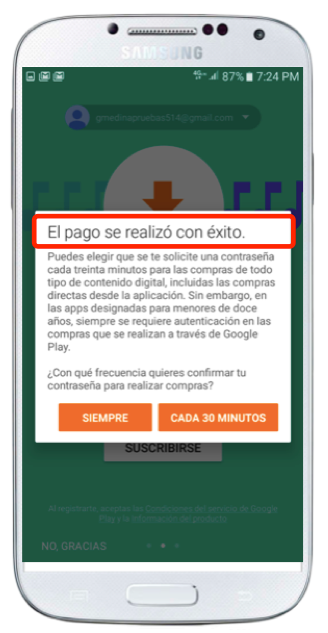 SAMSUNG
4G 87% 7:24 PM
gmedinapruebas514@gmail.com
El pago se realizó con éxito.
Puedes elegir que se te solicite una contraseña
cada treinta minutos para las compras de todo
tipo de contenido digital, incluidas las compras
directas desde la aplicación. Sin embargo, en
las apps designadas para menores de doce
años, siempre se requiere autenticación en las
compras que se realizan a través de Google
Play.
¿Con qué frecuencia quieres confirmar tu
contraseña para realizar compras?
SIEMPRE CADA 30 MINUTOS
SUSCRIBIRSE
Al registrarte, aceptas las Condiciones del servicio de Google
Play y la Información del producto
NO, GRACIAS